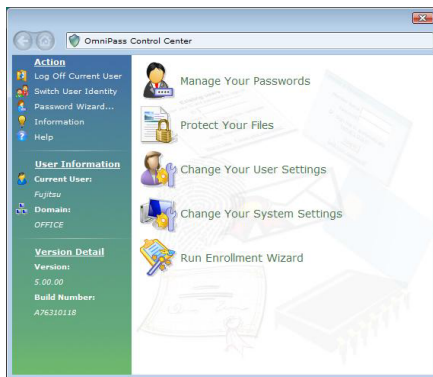 OmniPass Control Center
Action
Log Off Current User
Switch User Identity
Password Wizard...
Information
Help
User Information
Current User:
Fujitsu
Domain:
OFFICE
Version Detail
Version:
5.00.00
Build Number:
A7631011B
Manage Your Passwords
Protect Your Files
Change Your User Settings
Change Your System Settings
Run Enrollment Wizard